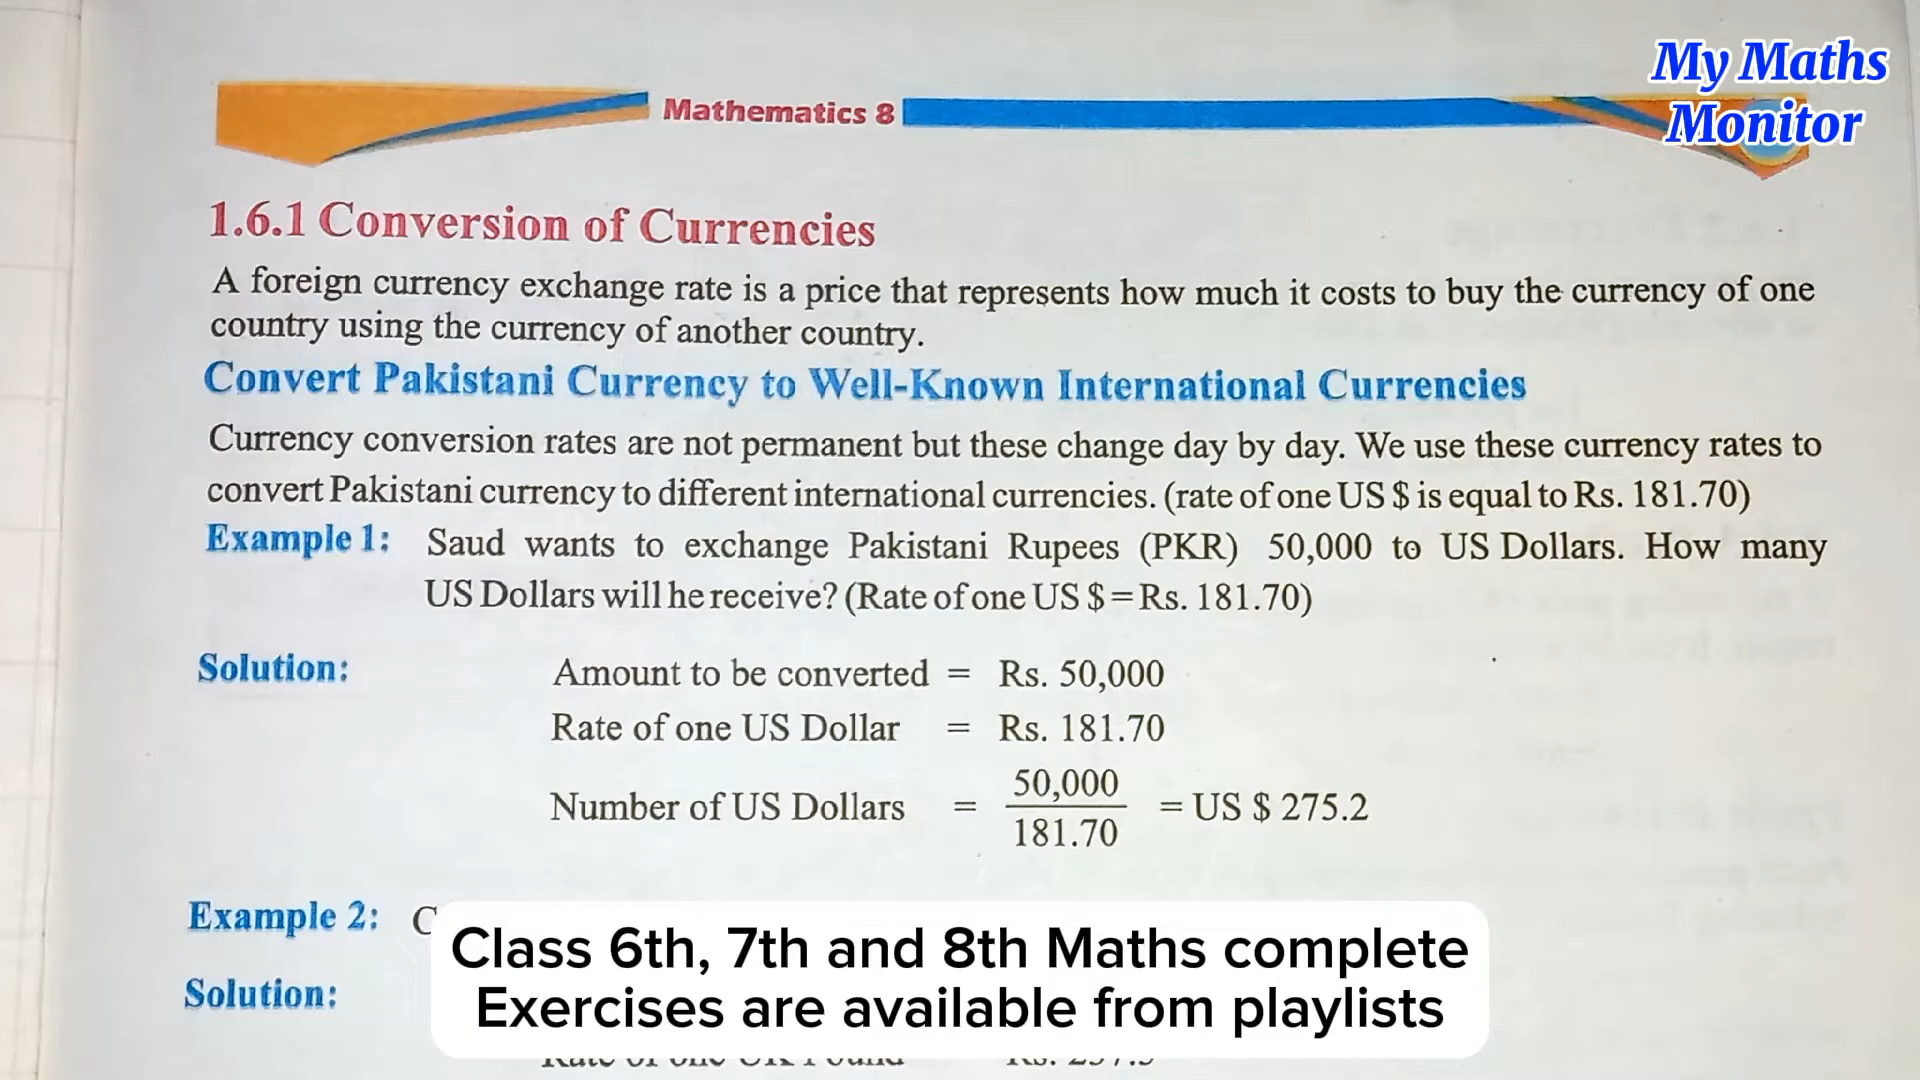 My Maths
Monitor
Mathematics 8
1.6.1 Conversion of Currencies
A foreign currency exchange rate is a price that represents how much it costs to buy the currency of one
country using the currency of another country.
Convert Pakistani Currency to Well-Known International Currencies
Currency conversion rates are not permanent but these change day by day. We use these currency rates to
convert Pakistani currency to different international currencies. (rate of one US $ is equal to Rs. 181.70)
Example 1: Saud wants to exchange Pakistani Rupees (PKR) 50,000 to US Dollars. How many
US Dollars will he receive? (Rate of one US $ = Rs. 181.70)
Solution: Amount to be converted = Rs. 50,000
Rate of one US Dollar = Rs. 181.70
Number of US Dollars = 50,000 / 181.70 = US $ 275.2
Example 2:
Solution:
Class 6th, 7th and 8th Maths complete
Exercises are available from playlists